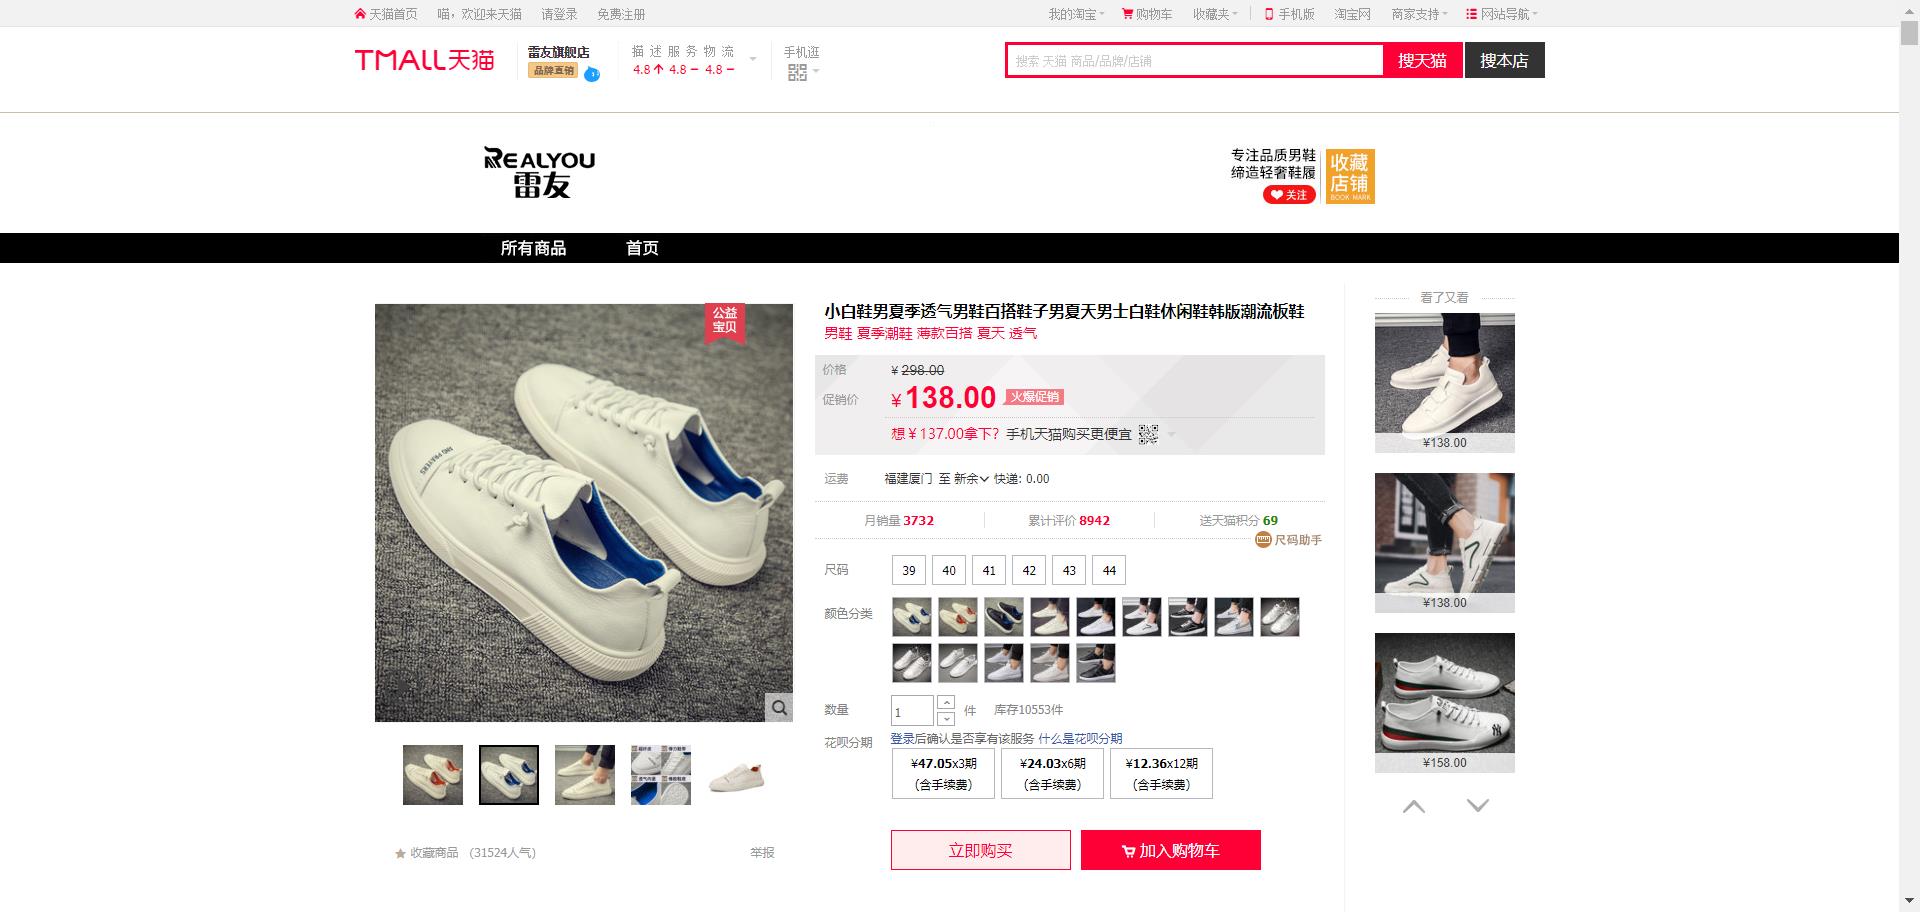 天猫首页 喵，欢迎来天猫 请登录 免费注册 我的淘宝 购物车 收藏夹 手机版 淘宝网 商家支持 网站导航
TMALL天猫
雷友旗舰店
品牌直销
描述 服务 物流
4.8 4.8 4.8
手机逛
搜索 天猫 商品/品牌/店铺
搜天猫 搜本店
REALYOU
雷友
专注品质男鞋
缔造轻奢鞋履
关注
收藏
店铺
BOOK MARK
所有商品 首页
公益
宝贝
AND PRAYERS
小白鞋男夏季透气男鞋百搭鞋子男夏天男士白鞋休闲鞋韩版潮流板鞋
男鞋 夏季潮鞋 薄款百搭 夏天 透气
价格 ¥ 298.00
促销价 ¥ 138.00 火爆促销
想¥137.00拿下? 手机天猫购买更便宜
运费 福建厦门 至 新余 快递: 0.00
月销量 3732 累计评价 8942 送天猫积分 69
尺码助手
尺码 39 40 41 42 43 44
颜色分类
数量 1 件 库存10553件
花呗分期 登录后确认是否享有该服务 什么是花呗分期
¥47.05x3期 ¥24.03x6期 ¥12.36x12期
(含手续费) (含手续费) (含手续费)
立即购买 加入购物车
收藏商品 (31524人气) 举报
看了又看
¥138.00
¥138.00
¥158.00